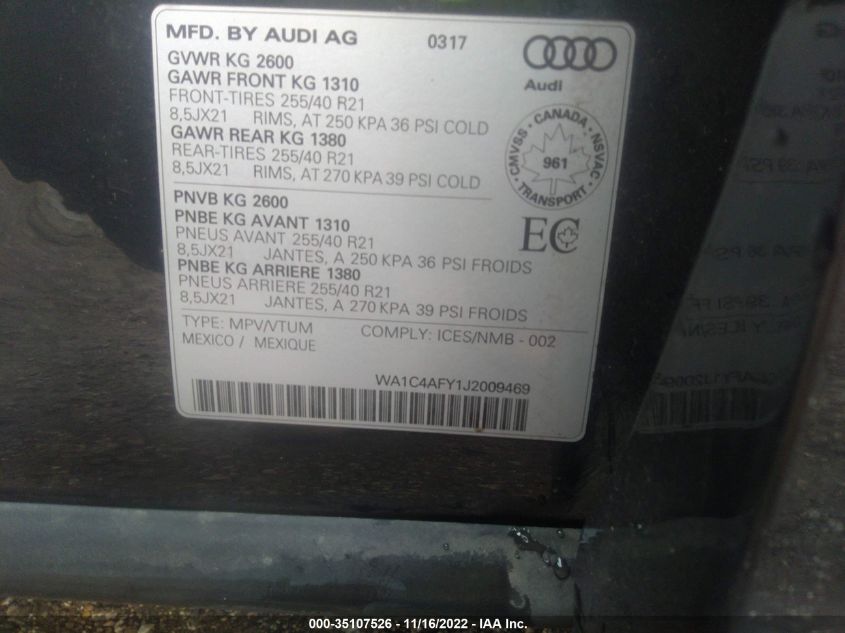 MFD. BY AUDI AG 0317
Audi
GVWR KG 2600
GAWR FRONT KG 1310
FRONT-TIRES 255/40 R21
8,5JX21 RIMS, AT 250 KPA 36 PSI COLD
GAWR REAR KG 1380
REAR-TIRES 255/40 R21
8,5JX21 RIMS, AT 270 KPA 39 PSI COLD
CMVSS · CANADA · NSVAC
961
TRANSPORT
PNVB KG 2600
PNBE KG AVANT 1310
PNEUS AVANT 255/40 R21
8,5JX21 JANTES, A 250 KPA 36 PSI FROIDS
PNBE KG ARRIERE 1380
PNEUS ARRIERE 255/40 R21
8,5JX21 JANTES, A 270 KPA 39 PSI FROIDS
EC
TYPE: MPV/VTUM COMPLY: ICES/NMB - 002
MEXICO / MEXIQUE
WA1C4AFY1J2009469
000-35107526 - 11/16/2022 - IAA Inc.